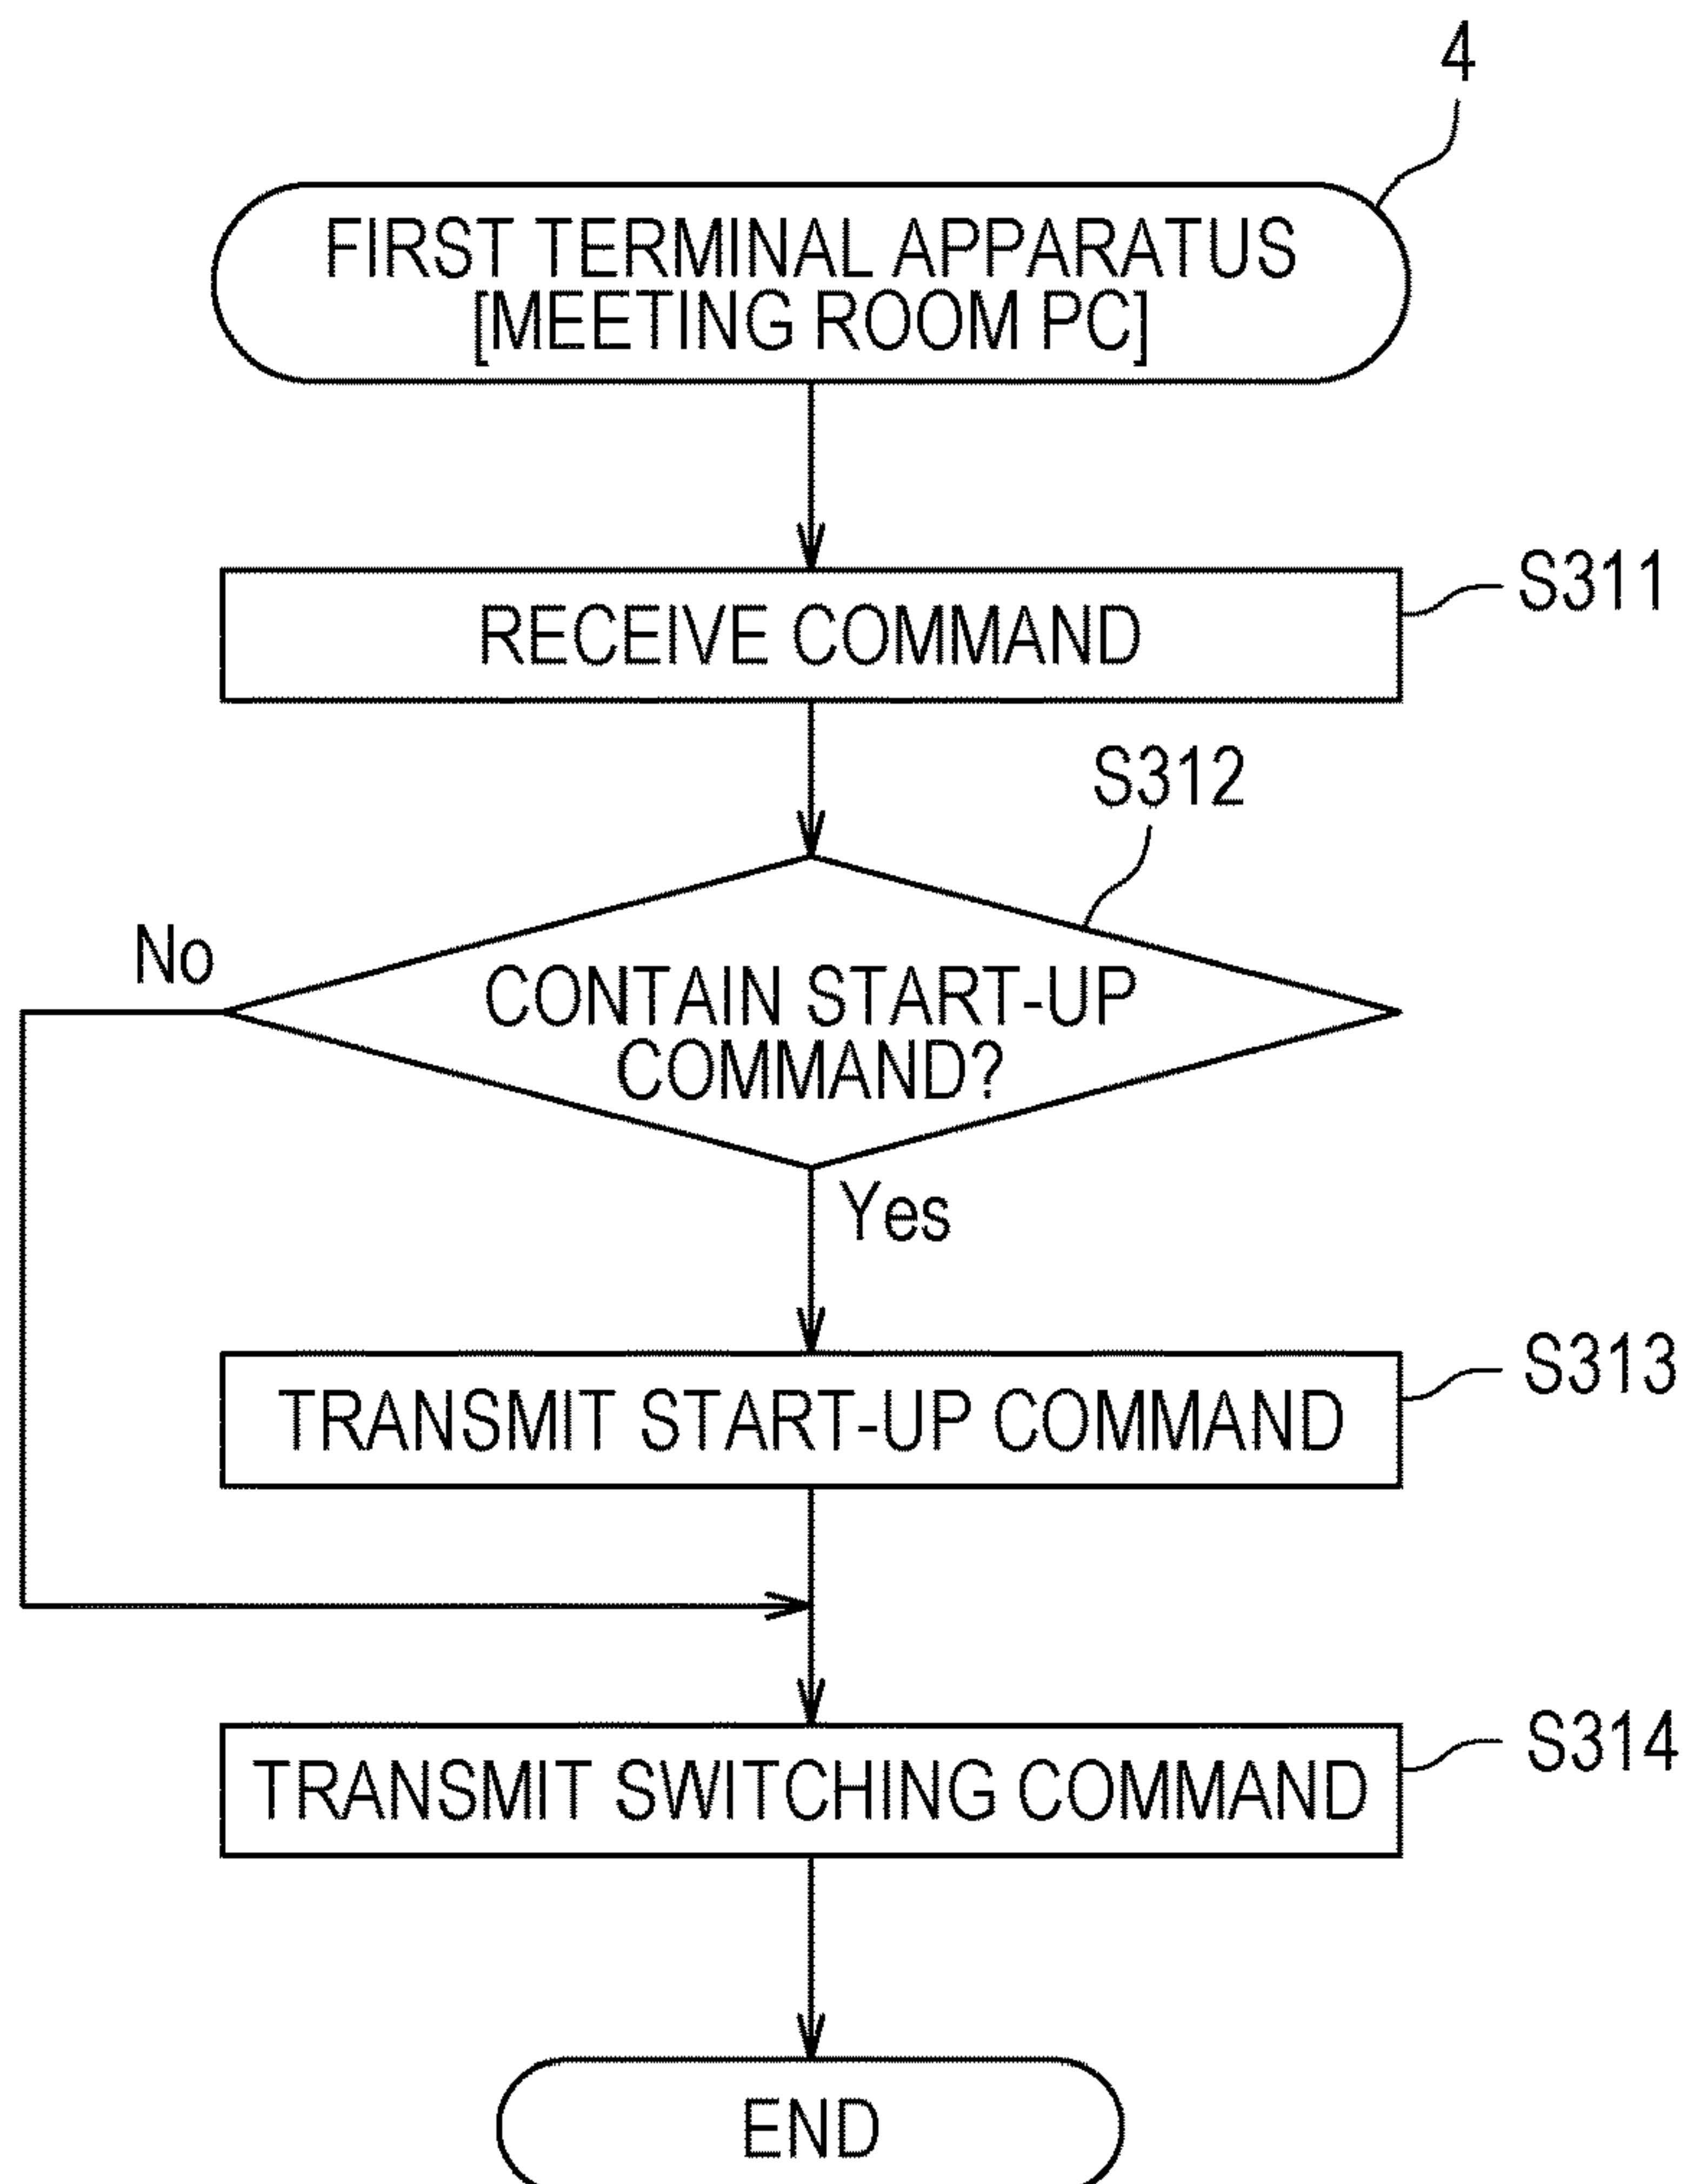 4
FIRST TERMINAL APPARATUS
[MEETING ROOM PC]
RECEIVE COMMAND
S311
S312
No
CONTAIN START-UP
COMMAND?
Yes
TRANSMIT START-UP COMMAND
S313
TRANSMIT SWITCHING COMMAND
S314
END